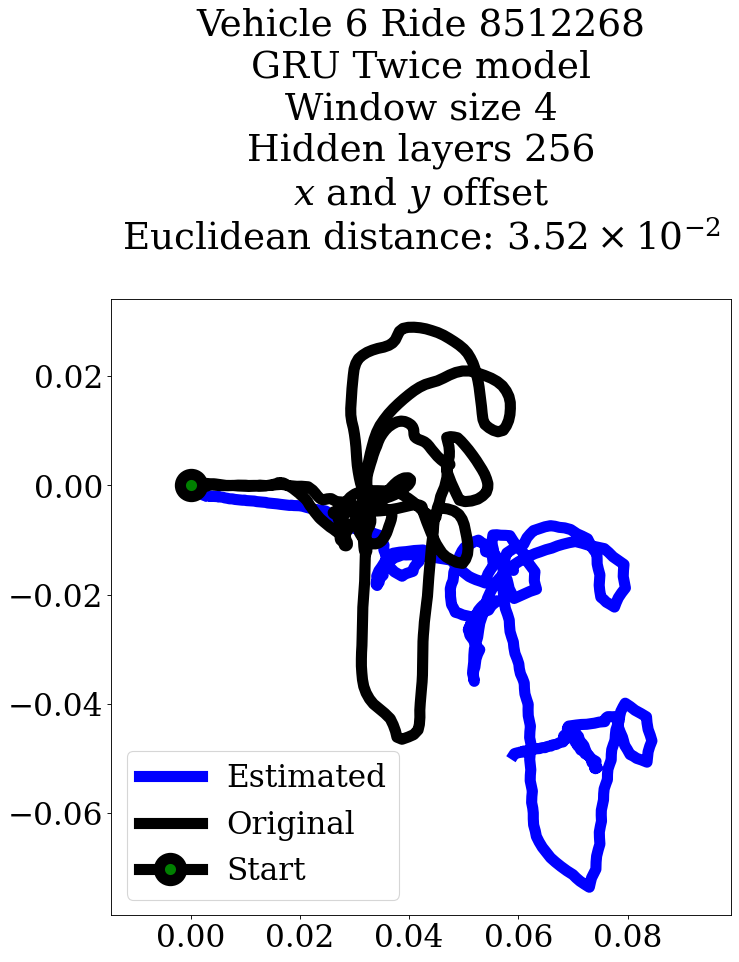 Vehicle 6 Ride 8512268
GRU Twice model
Window size 4
Hidden layers 256
x and y offset
Euclidean distance: 3.52 × 10⁻²
0.02
0.00
−0.02
−0.04
−0.06
Estimated
Original
Start
0.00 0.02 0.04 0.06 0.08